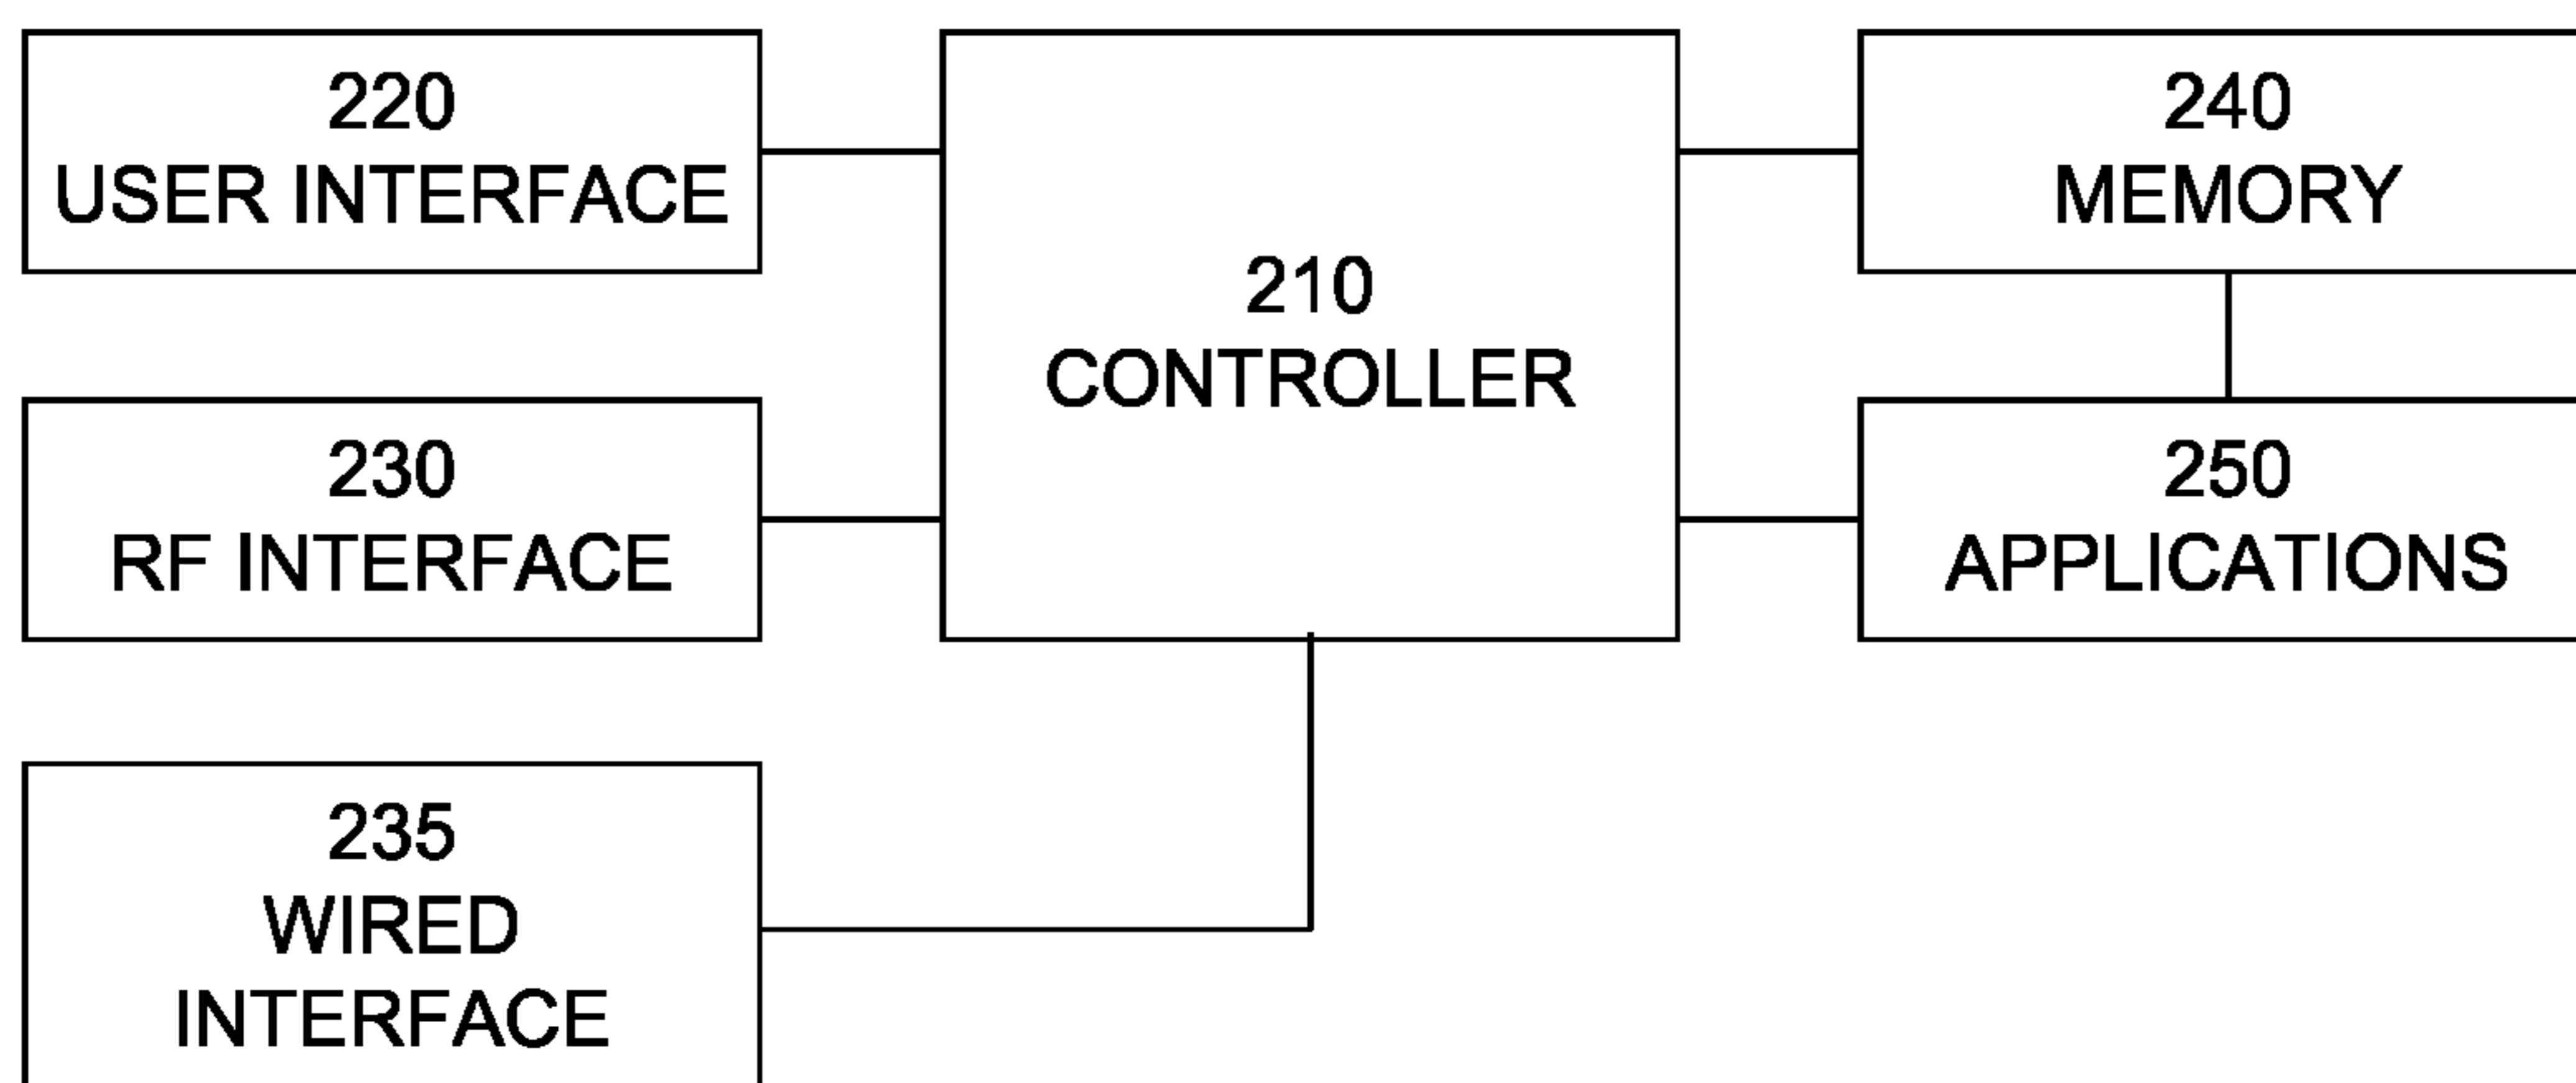 220
USER INTERFACE
230
RF INTERFACE
235
WIRED
INTERFACE
210
CONTROLLER
240
MEMORY
250
APPLICATIONS